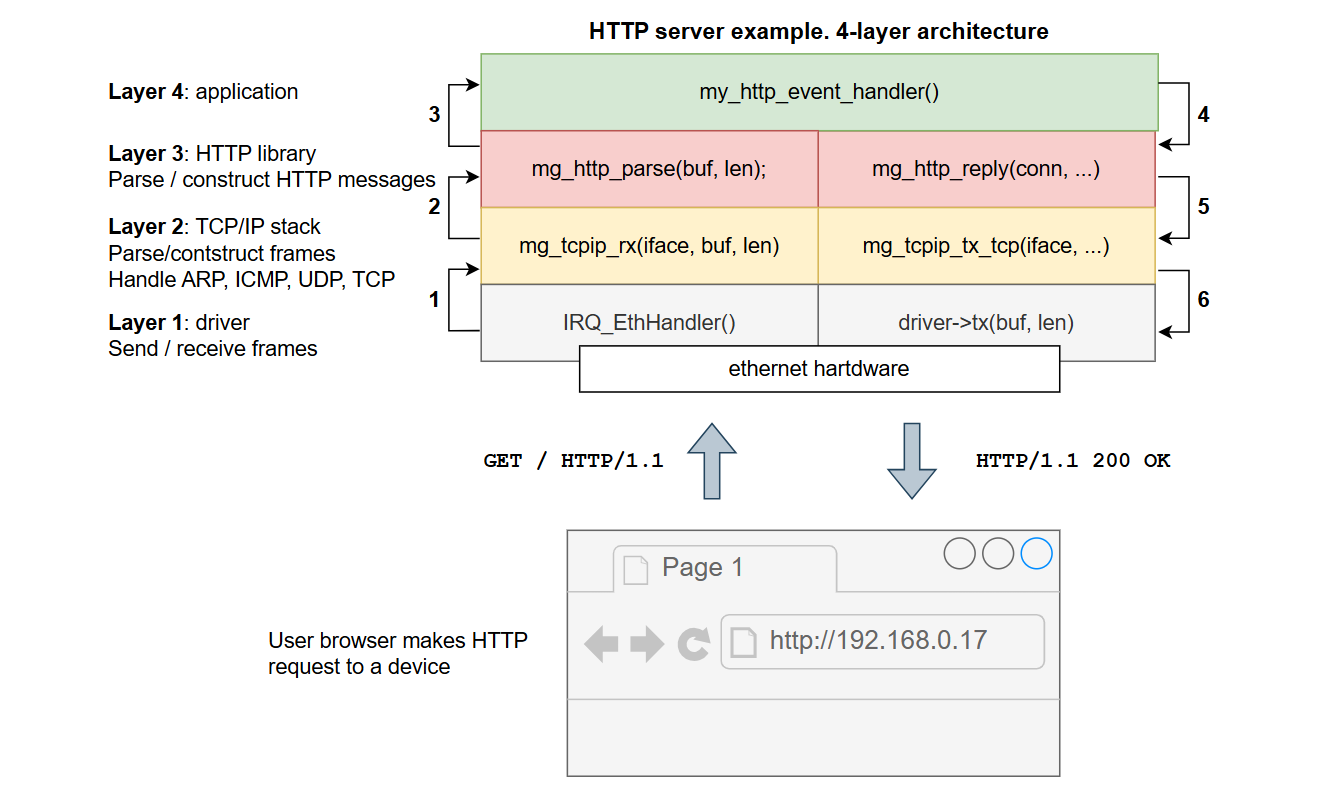 HTTP server example. 4-layer architecture
Layer 4: application
my_http_event_handler()
3
4
Layer 3: HTTP library
Parse / construct HTTP messages
mg_http_parse(buf, len);
mg_http_reply(conn, ...)
2
5
Layer 2: TCP/IP stack
Parse/contstruct frames
Handle ARP, ICMP, UDP, TCP
mg_tcpip_rx(iface, buf, len)
mg_tcpip_tx_tcp(iface, ...)
1
6
Layer 1: driver
Send / receive frames
IRQ_EthHandler()
driver->tx(buf, len)
ethernet hartdware
GET / HTTP/1.1
HTTP/1.1 200 OK
Page 1
http://192.168.0.17
User browser makes HTTP
request to a device